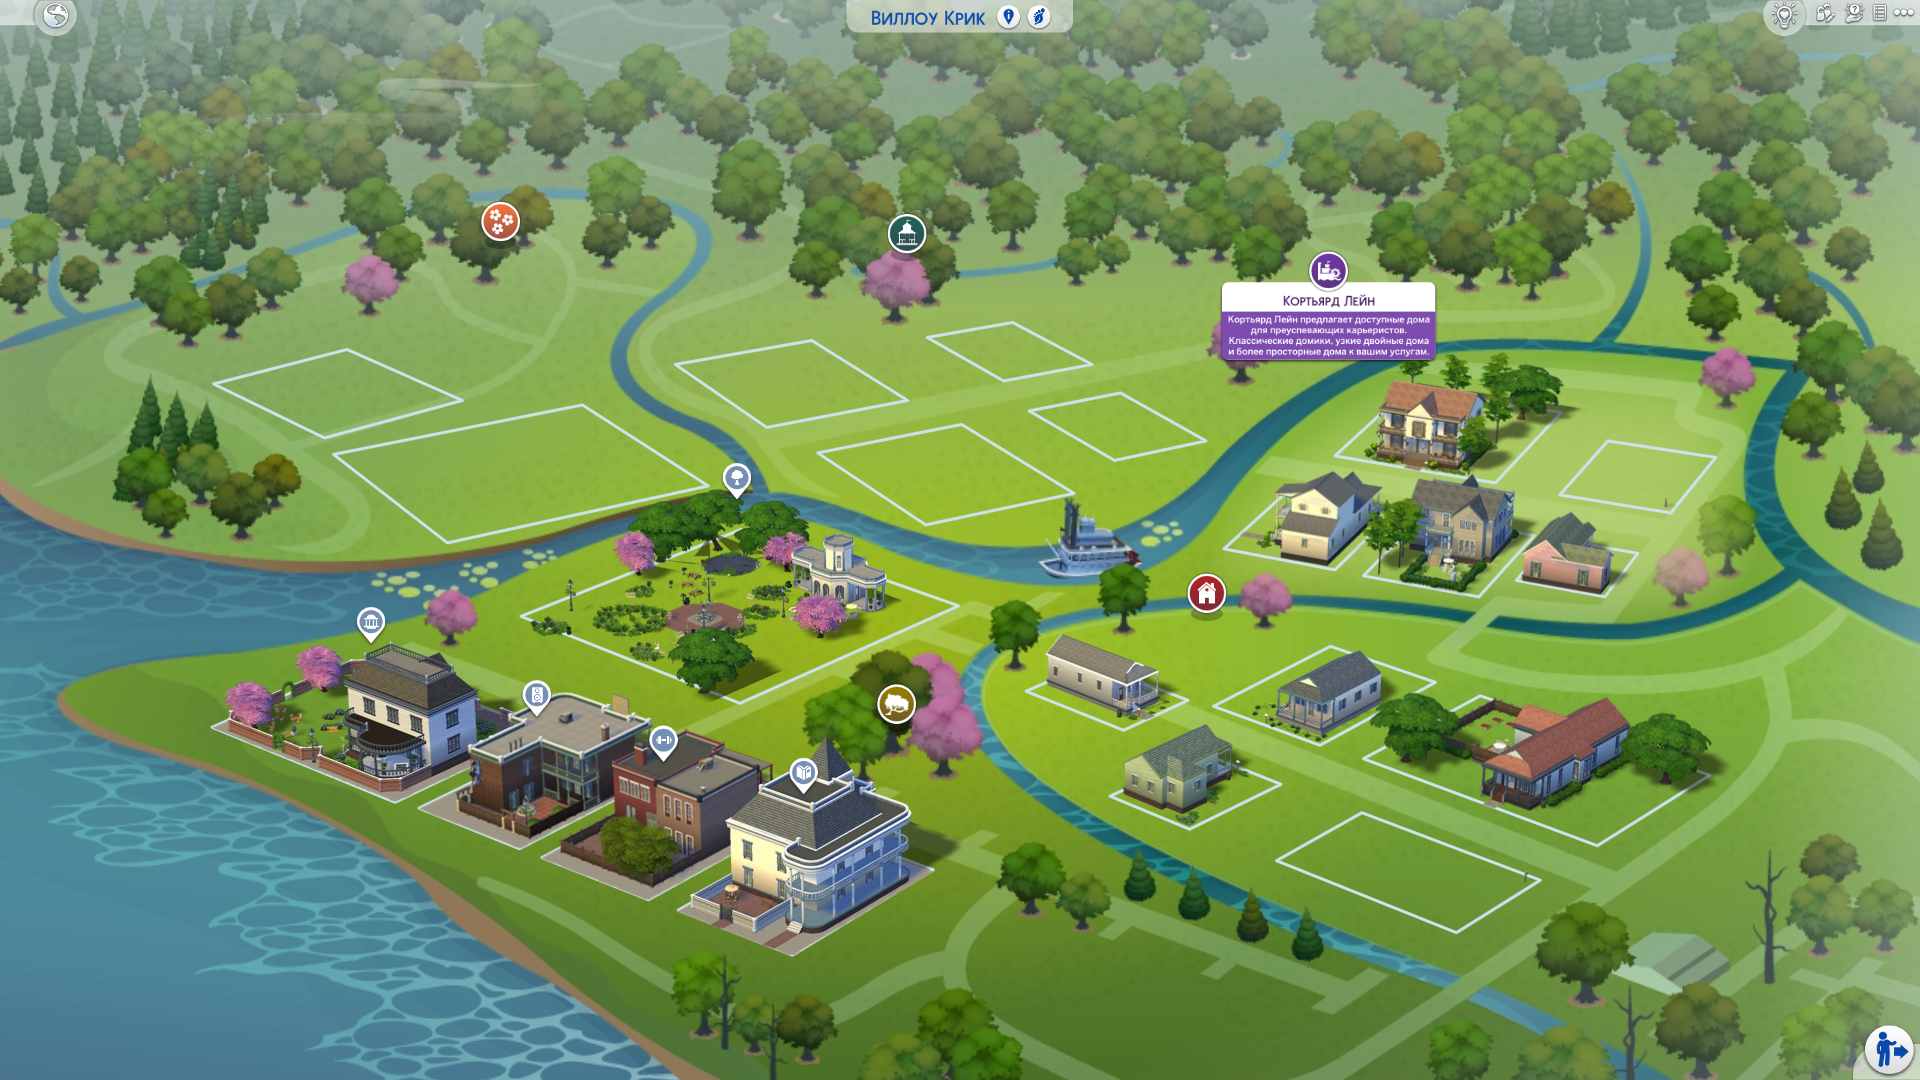 Виллоу Крик
Кортьярд Лейн
Кортьярд Лейн предлагает доступные дома
для преуспевающих карьеристов.
Классические домики, узкие двойные дома
и более просторные дома к вашим услугам.